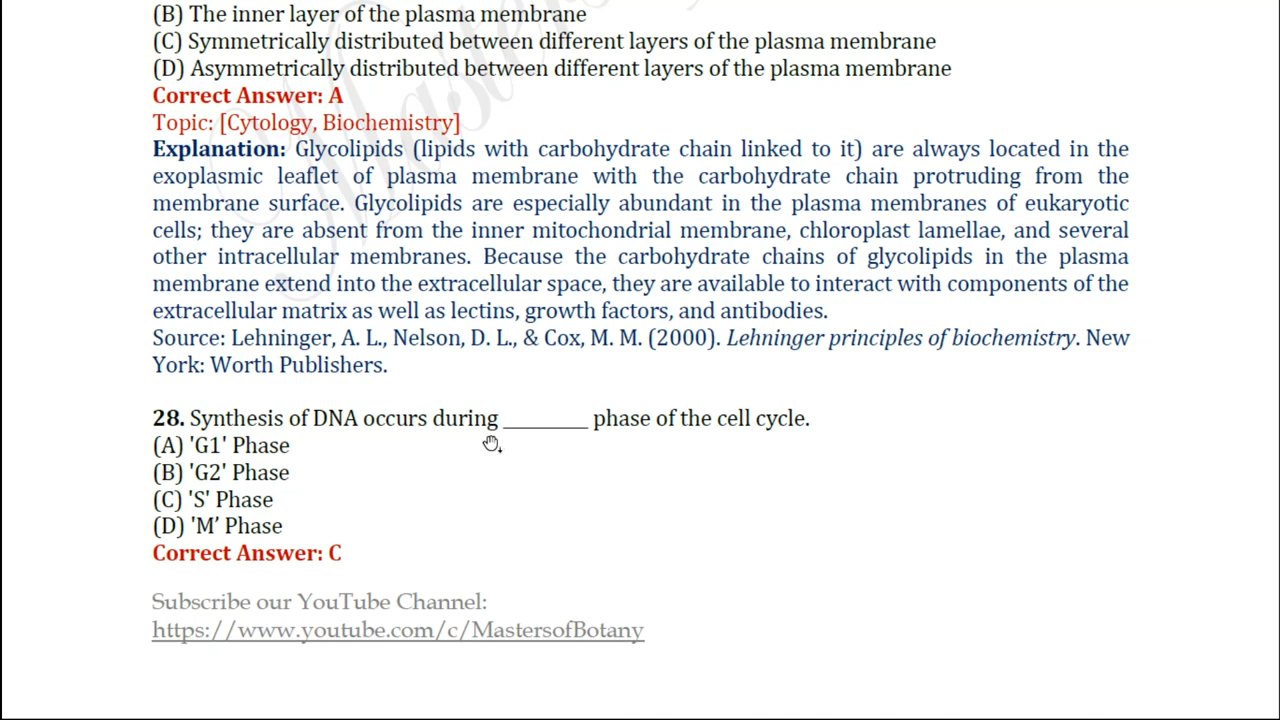 (B) The inner layer of the plasma membrane
(C) Symmetrically distributed between different layers of the plasma membrane
(D) Asymmetrically distributed between different layers of the plasma membrane
Correct Answer: A
Topic: [Cytology, Biochemistry]
Explanation: Glycolipids (lipids with carbohydrate chain linked to it) are always located in the
exoplasmic leaflet of plasma membrane with the carbohydrate chain protruding from the
membrane surface. Glycolipids are especially abundant in the plasma membranes of eukaryotic
cells; they are absent from the inner mitochondrial membrane, chloroplast lamellae, and several
other intracellular membranes. Because the carbohydrate chains of glycolipids in the plasma
membrane extend into the extracellular space, they are available to interact with components of the
extracellular matrix as well as lectins, growth factors, and antibodies.
Source: Lehninger, A. L., Nelson, D. L., & Cox, M. M. (2000). Lehninger principles of biochemistry. New
York: Worth Publishers.
28. Synthesis of DNA occurs during ________ phase of the cell cycle.
(A) 'G1' Phase
(B) 'G2' Phase
(C) 'S' Phase
(D) 'M’ Phase
Correct Answer: C
Subscribe our YouTube Channel:
https://www.youtube.com/c/MastersofBotany